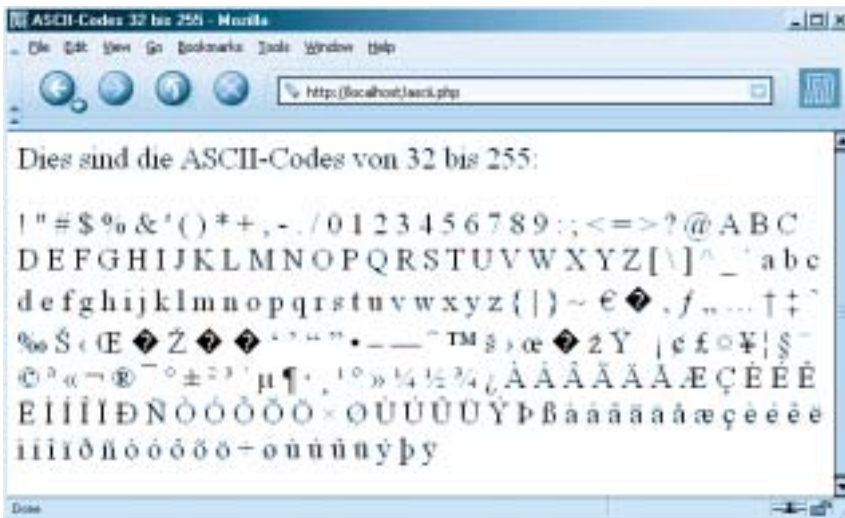 ASCII-Codes 32 bis 255 - Mozilla
File Edit View Go Bookmarks Tools Window Help
http://localhost/ascii.php
Dies sind die ASCII-Codes von 32 bis 255:
! " # $ % & ' ( ) * + , - . / 0 1 2 3 4 5 6 7 8 9 : ; < = > ? @ A B C
D E F G H I J K L M N O P Q R S T U V W X Y Z [ \ ] ^ _ ` a b c
d e f g h i j k l m n o p q r s t u v w x y z { | } ~ € � ‚ ƒ „ … † ‡ ˆ
‰ Š ‹ Œ � Ž � � ‘ ’ “ ” • – — ˜ ™ š › œ � ž Ÿ ¡ ¢ £ ¤ ¥ ¦ § ¨
© ª « ¬ ® ¯ ° ± ² ³ ´ µ ¶ · ¸ ¹ º » ¼ ½ ¾ ¿ À Á Â Ã Ä Å Æ Ç È É Ê
Ë Ì Í Î Ï Ð Ñ Ò Ó Ô Õ Ö × Ø Ù Ú Û Ü Ý Þ ß à á â ã ä å æ ç è é ê ë
ì í î ï ð ñ ò ó ô õ ö ÷ ø ù ú û ü ý þ ÿ
Done